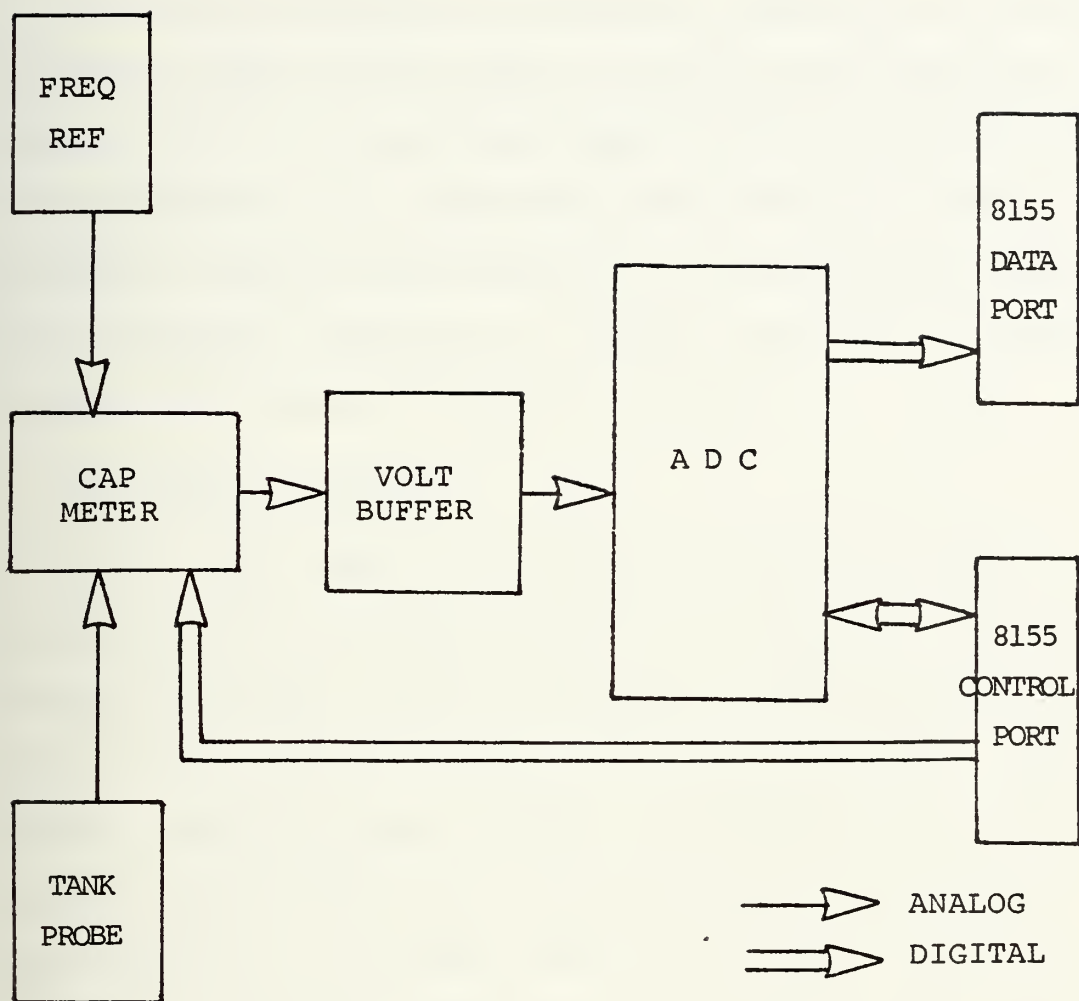 FREQ
REF
8155
DATA
PORT
CAP
METER
VOLT
BUFFER
A D C
8155
CONTROL
PORT
TANK
PROBE
ANALOG
DIGITAL